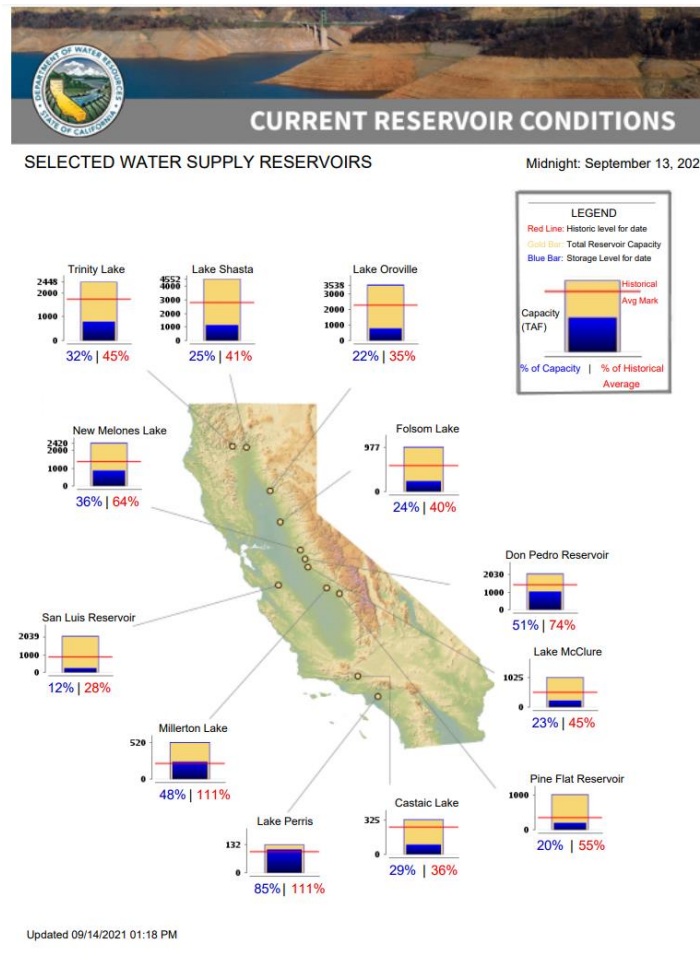 DEPARTMENT OF WATER RESOURCES
STATE OF CALIFORNIA
CURRENT RESERVOIR CONDITIONS
SELECTED WATER SUPPLY RESERVOIRS
Midnight: September 13, 202
LEGEND
Red Line: Historic level for date
Gold Bar: Total Reservoir Capacity
Blue Bar: Storage Level for date
Historical
Avg Mark
Capacity
(TAF)
% of Capacity | % of Historical
Average
Trinity Lake
2448
2000
1000
0
32% | 45%
Lake Shasta
4552
4000
3000
2000
1000
0
25% | 41%
Lake Oroville
3538
3000
2000
1000
0
22% | 35%
New Melones Lake
2420
2000
1000
0
36% | 64%
Folsom Lake
977
0
24% | 40%
Don Pedro Reservoir
2030
1000
0
51% | 74%
San Luis Reservoir
2039
1000
0
12% | 28%
Lake McClure
1025
0
23% | 45%
Millerton Lake
520
0
48% | 111%
Pine Flat Reservoir
1000
0
20% | 55%
Castaic Lake
325
0
29% | 36%
Lake Perris
132
0
85% | 111%
Updated 09/14/2021 01:18 PM